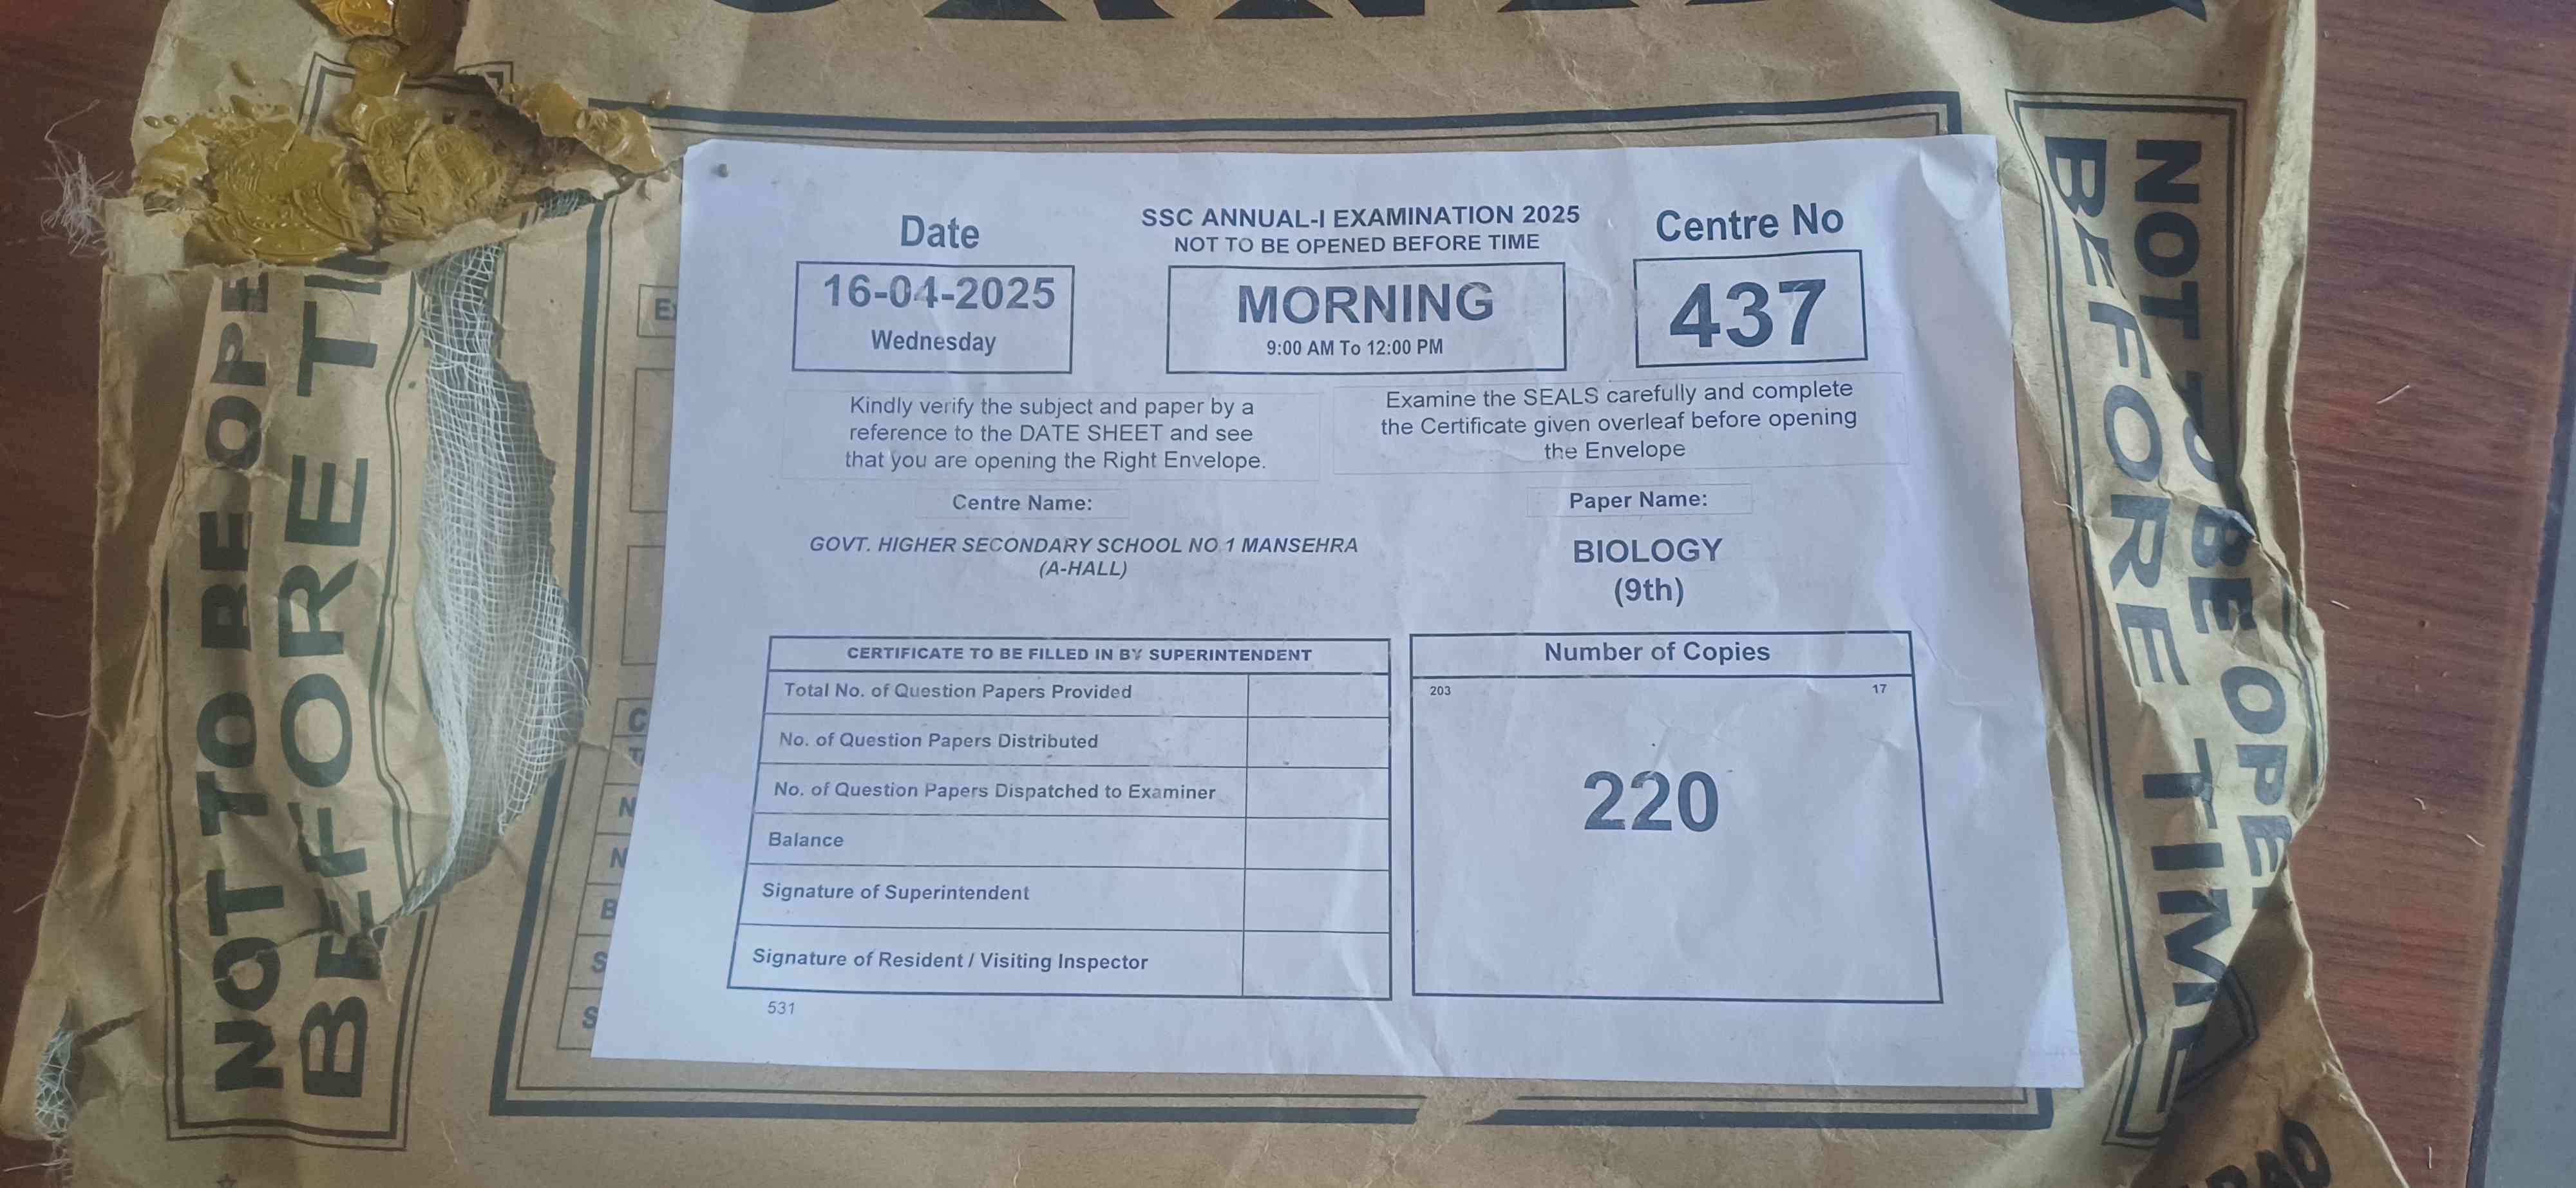 Date
SSC ANNUAL-I EXAMINATION 2025
NOT TO BE OPENED BEFORE TIME
Centre No
16-04-2025
Wednesday
MORNING
9:00 AM To 12:00 PM
437
Kindly verify the subject and paper by a
reference to the DATE SHEET and see
that you are opening the Right Envelope.
Examine the SEALS carefully and complete
the Certificate given overleaf before opening
the Envelope
Centre Name:
GOVT. HIGHER SECONDARY SCHOOL NO 1 MANSEHRA
(A-HALL)
Paper Name:
BIOLOGY
(9th)
CERTIFICATE TO BE FILLED IN BY SUPERINTENDENT
Total No. of Question Papers Provided
No. of Question Papers Distributed
No. of Question Papers Dispatched to Examiner
Balance
Signature of Superintendent
Signature of Resident / Visiting Inspector
531
Number of Copies
203 17
220
NOT TO BE OPE
BEFORE TI
NOT TO BE OPE
BEFORE TIME